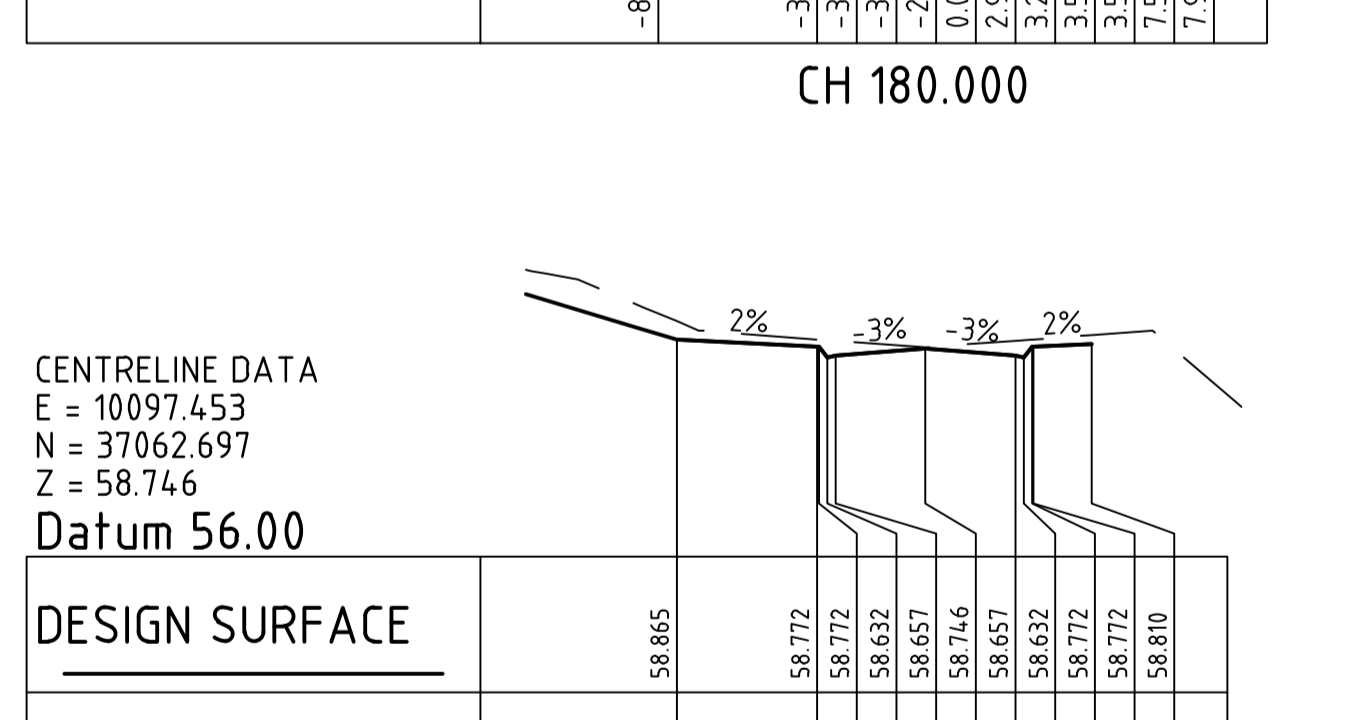 CH 180.000
2% -3% -3% 2%
CENTRELINE DATA
E = 10097.453
N = 37062.697
Z = 58.746
Datum 56.00
DESIGN SURFACE
58.865
58.772
58.772
58.632
58.657
58.746
58.657
58.632
58.772
58.772
58.810